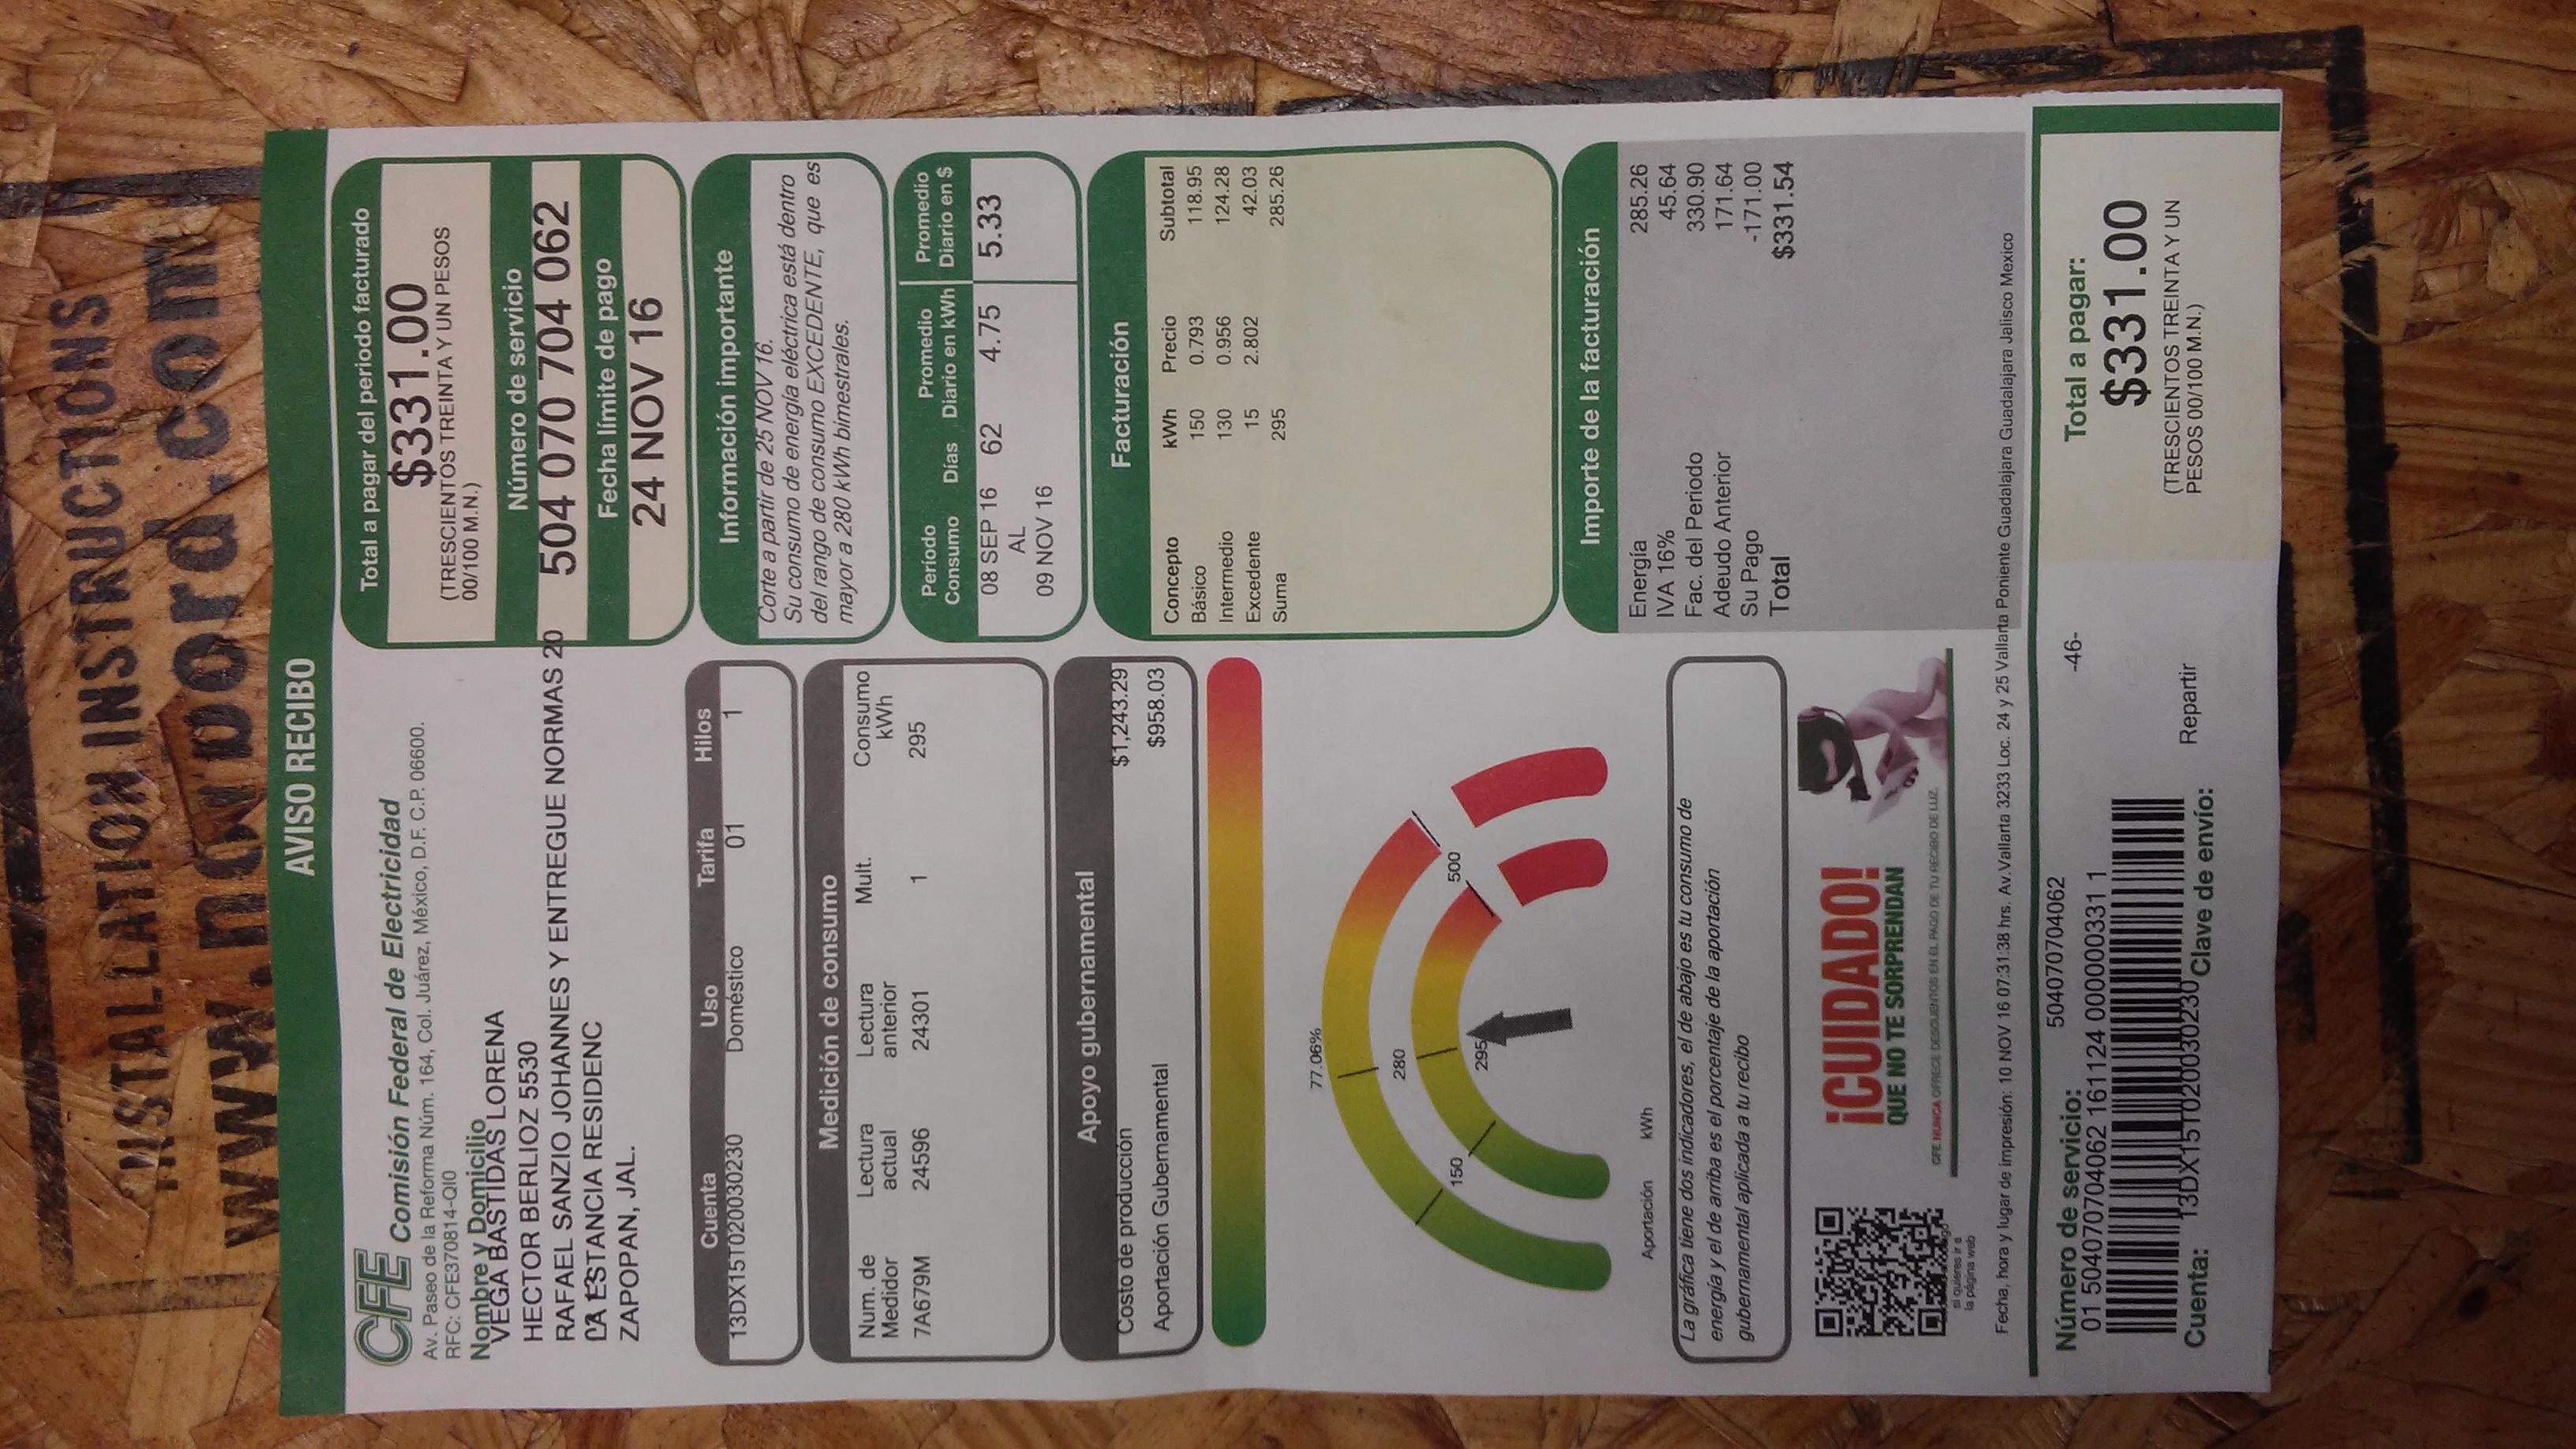 INSTALLATION INSTRUCTIONS
www.norbord.com
AVISO RECIBO
CFE Comisión Federal de Electricidad
Av. Paseo de la Reforma Núm. 164, Col. Juárez, México, D.F. C.P. 06600.
RFC: CFE370814-QI0
Nombre y Domicilio
VEGA BASTIDAS LORENA
HECTOR BERLIOZ 5530
RAFAEL SANZIO JOHANNES Y ENTREGUE NORMAS 20
LA ESTANCIA RESIDENC
ZAPOPAN, JAL.
Total a pagar del periodo facturado
$331.00
(TRESCIENTOS TREINTA Y UN PESOS
00/100 M.N.)
Número de servicio
504 070 704 062
Fecha límite de pago
24 NOV 16
Cuenta Uso Tarifa Hilos
13DX15T020030230 Doméstico 01 1
Medición de consumo
Num. de Lectura Lectura Mult. Consumo
Medidor actual anterior kWh
7A679M 24596 24301 1 295
Apoyo gubernamental
Costo de producción $1,243.29
Aportación Gubernamental $958.03
77.06%
280
150
500
295
Aportación kWh
La gráfica tiene dos indicadores, el de abajo es tu consumo de
energía y el de arriba es el porcentaje de la aportación
gubernamental aplicada a tu recibo
Información importante
Corte a partir de 25 NOV 16.
Su consumo de energía eléctrica está dentro
del rango de consumo EXCEDENTE, que es
mayor a 280 kWh bimestrales.
Período Promedio Promedio
Consumo Días Diario en kWh Diario en $
08 SEP 16 62 4.75 5.33
AL
09 NOV 16
Facturación
Concepto kWh Precio Subtotal
Básico 150 0.793 118.95
Intermedio 130 0.956 124.28
Excedente 15 2.802 42.03
Suma 295 285.26
Importe de la facturación
Energía 285.26
IVA 16% 45.64
Fac. del Periodo 330.90
Adeudo Anterior 171.64
Su Pago -171.00
Total $331.54
si quieres ir a
la página web
¡CUIDADO!
QUE NO TE SORPRENDAN
CFE NUNCA OFRECE DESCUENTOS EN EL PAGO DE TU RECIBO DE LUZ.
Fecha, hora y lugar de impresión: 10 NOV 16 07:31:38 hrs. Av.Vallarta 3233 Loc. 24 y 25 Vallarta Poniente Guadalajara Guadalajara Jalisco Mexico
Número de servicio: 504070704062
-46-
01 504070704062 161124 000000331 1
Cuenta: 13DX15T020030230 Clave de envío: Repartir
Total a pagar:
$331.00
(TRESCIENTOS TREINTA Y UN
PESOS 00/100 M.N.)